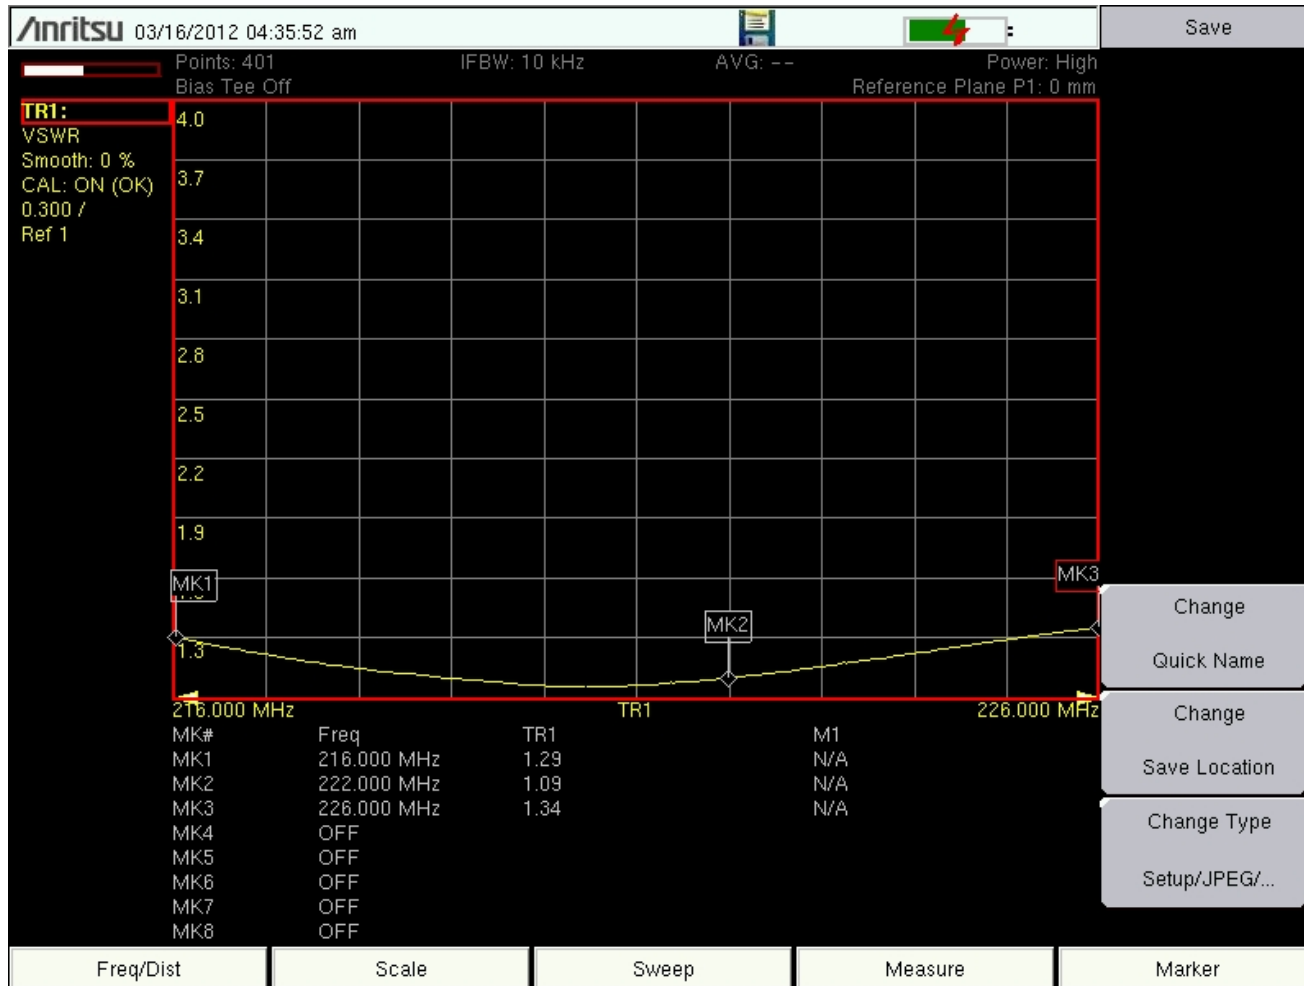 /Inritsu 03/16/2012 04:35:52 am
Save
Points: 401 IFBW: 10 kHz AVG: -- Power: High
Bias Tee Off Reference Plane P1: 0 mm
TR1:
VSWR
Smooth: 0 %
CAL: ON (OK)
0.300 /
Ref 1
4.0
3.7
3.4
3.1
2.8
2.5
2.2
1.9
MK1
MK2
MK3
1.3
216.000 MHz TR1 226.000 MHz
MK# Freq TR1 M1
MK1 216.000 MHz 1.29 N/A
MK2 222.000 MHz 1.09 N/A
MK3 226.000 MHz 1.34 N/A
MK4 OFF
MK5 OFF
MK6 OFF
MK7 OFF
MK8 OFF
Change
Quick Name
Change
Save Location
Change Type
Setup/JPEG/...
Freq/Dist Scale Sweep Measure Marker